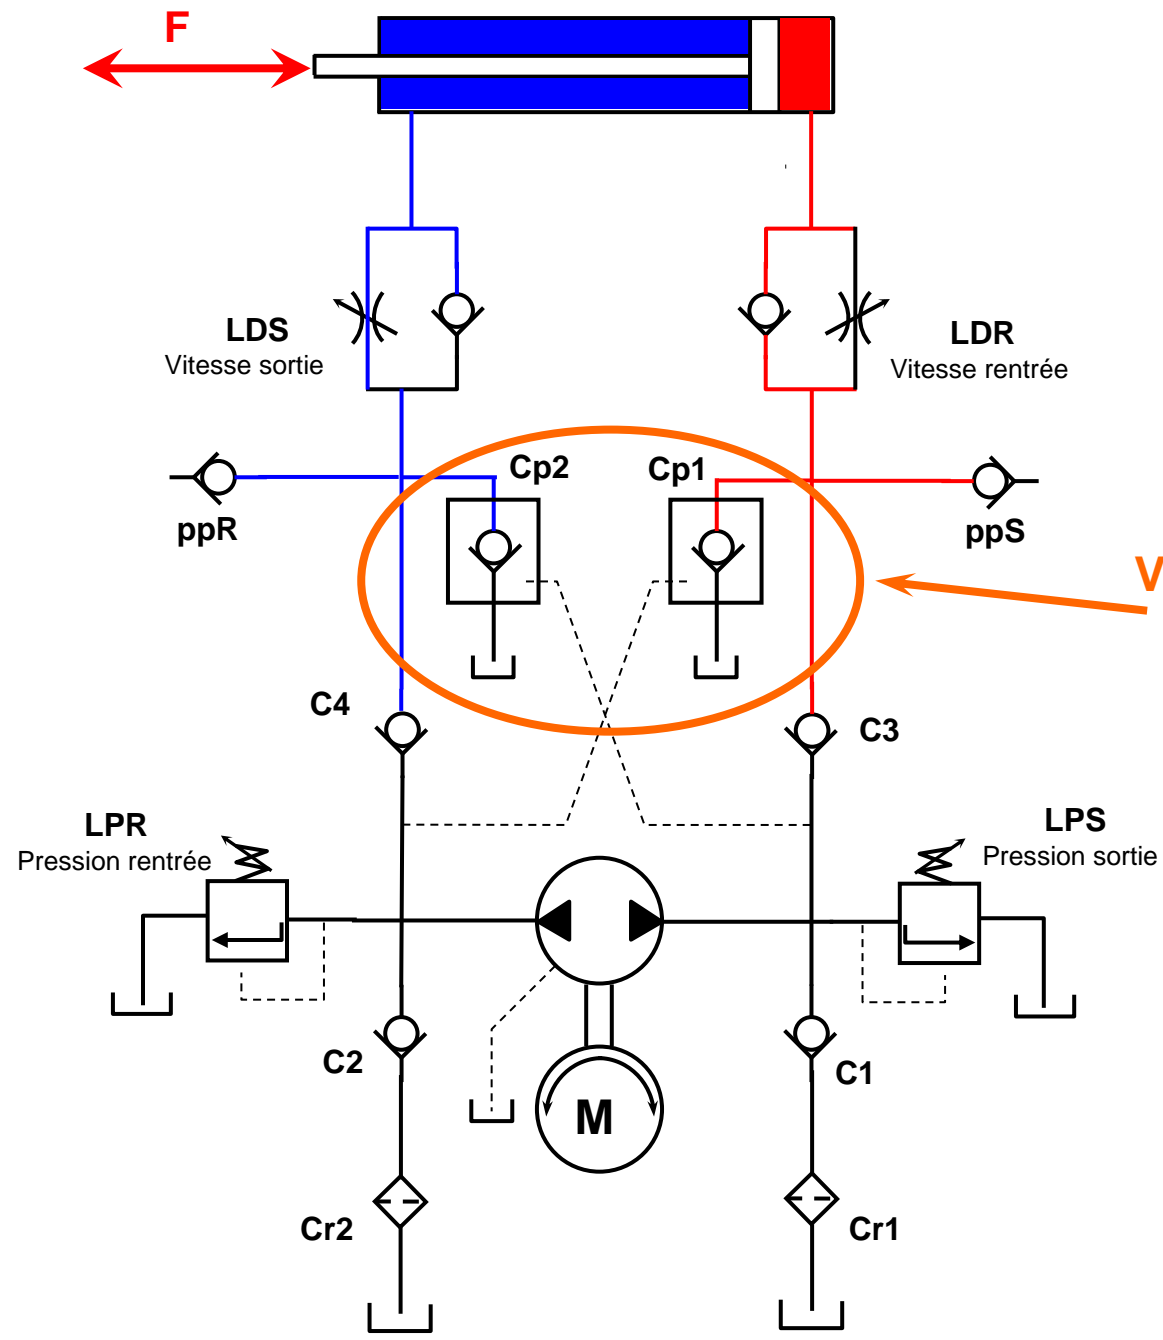 F
LDS
Vitesse sortie
LDR
Vitesse rentrée
Cp2
Cp1
ppR
ppS
V
C4
C3
LPR
Pression rentrée
LPS
Pression sortie
C2
C1
M
Cr2
Cr1